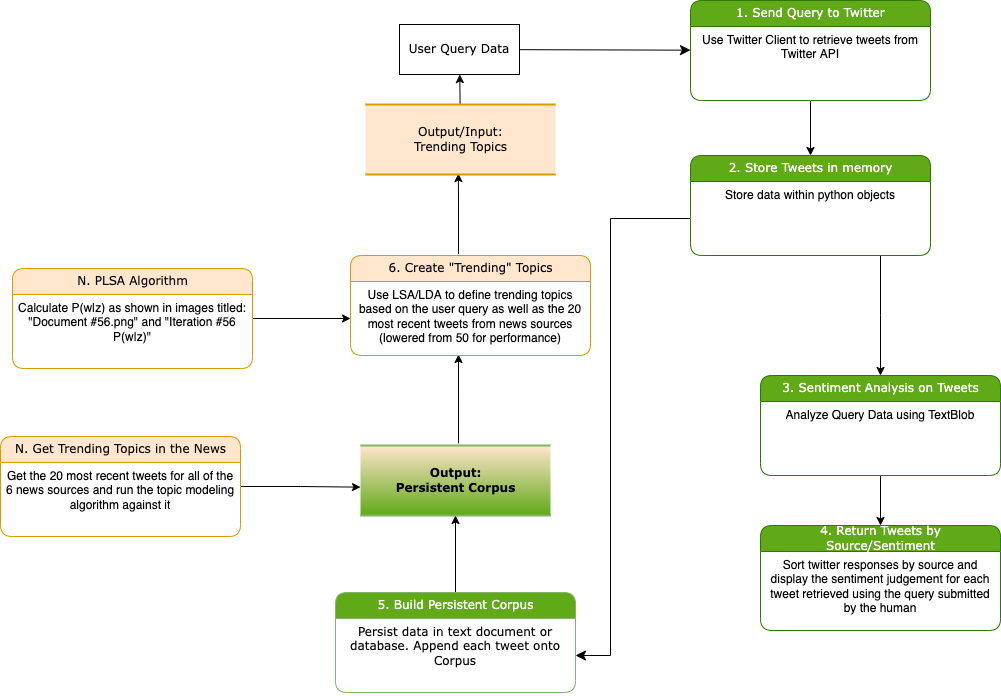 1. Send Query to Twitter
Use Twitter Client to retrieve tweets from
Twitter API
User Query Data
Output/Input:
Trending Topics
2. Store Tweets in memory
Store data within python objects
6. Create "Trending" Topics
Use LSA/LDA to define trending topics
based on the user query as well as the 20
most recent tweets from news sources
(lowered from 50 for performance)
N. PLSA Algorithm
Calculate P(wlz) as shown in images titled:
"Document #56.png" and "Iteration #56
P(wlz)"
3. Sentiment Analysis on Tweets
Analyze Query Data using TextBlob
N. Get Trending Topics in the News
Get the 20 most recent tweets for all of the
6 news sources and run the topic modeling
algorithm against it
Output:
Persistent Corpus
4. Return Tweets by
Source/Sentiment
Sort twitter responses by source and
display the sentiment judgement for each
tweet retrieved using the query submitted
by the human
5. Build Persistent Corpus
Persist data in text document or
database. Append each tweet onto
Corpus